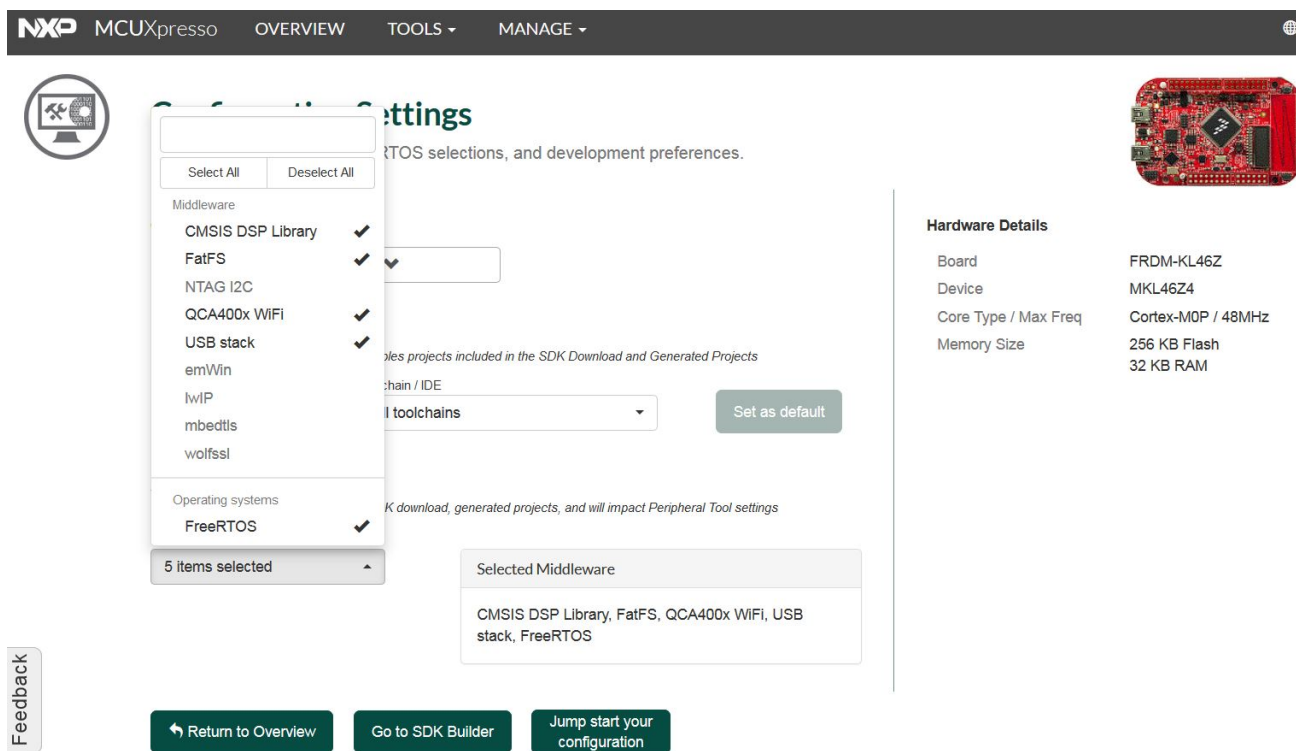 NXP MCUXpresso OVERVIEW TOOLS MANAGE
ettings
RTOS selections, and development preferences.
Select All Deselect All
Middleware
CMSIS DSP Library
FatFS
NTAG I2C
QCA400x WiFi
USB stack
emWin
lwIP
mbedtls
wolfssl
Operating systems
FreeRTOS
5 items selected
projects included in the SDK Download and Generated Projects
/ IDE
toolchains
Set as default
download, generated projects, and will impact Peripheral Tool settings
Selected Middleware
CMSIS DSP Library, FatFS, QCA400x WiFi, USB
stack, FreeRTOS
Hardware Details
Board FRDM-KL46Z
Device MKL46Z4
Core Type / Max Freq Cortex-M0P / 48MHz
Memory Size 256 KB Flash
32 KB RAM
Feedback
Return to Overview
Go to SDK Builder
Jump start your
configuration